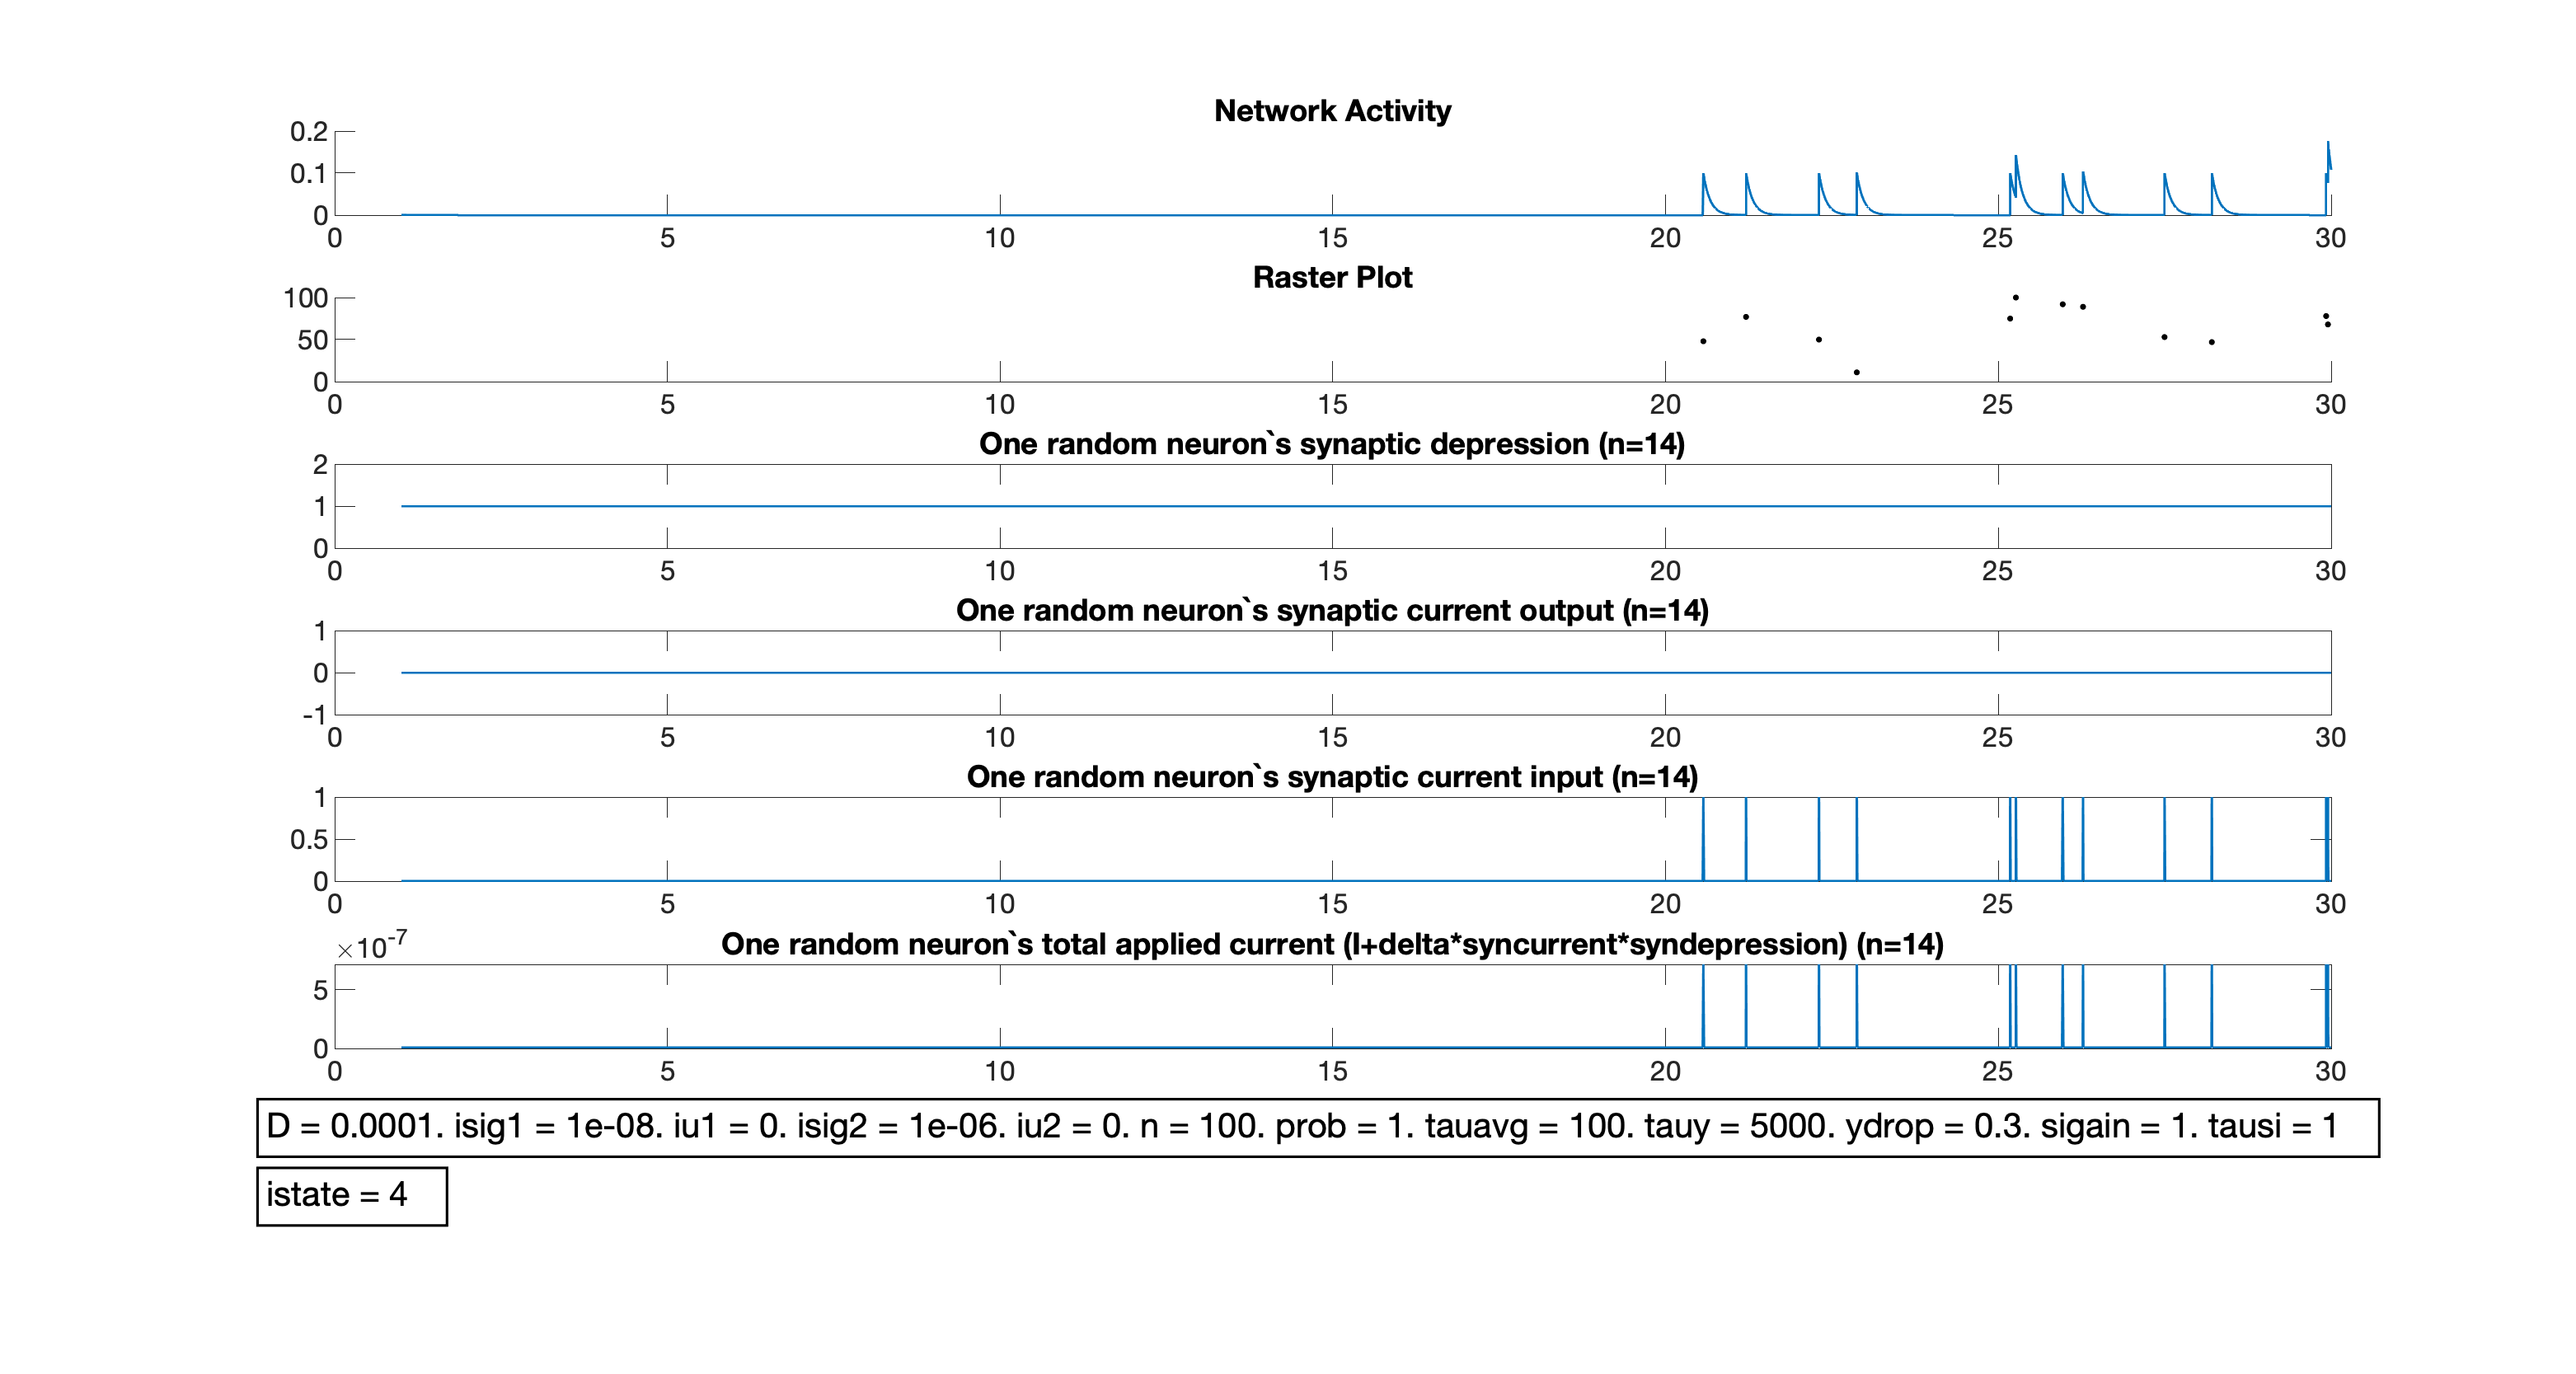 Network Activity
0.2
0.1
0
0 5 10 15 20 25 30
Raster Plot
100
50
0
0 5 10 15 20 25 30
One random neuron`s synaptic depression (n=14)
2
1
0
0 5 10 15 20 25 30
One random neuron`s synaptic current output (n=14)
1
0
-1
0 5 10 15 20 25 30
One random neuron`s synaptic current input (n=14)
1
0.5
0
0 5 10 15 20 25 30
×10⁻⁷ One random neuron`s total applied current (I+delta*syncurrent*syndepression) (n=14)
5
0
0 5 10 15 20 25 30
D = 0.0001. isig1 = 1e-08. iu1 = 0. isig2 = 1e-06. iu2 = 0. n = 100. prob = 1. tauavg = 100. tauy = 5000. ydrop = 0.3. sigain = 1. tausi = 1
istate = 4